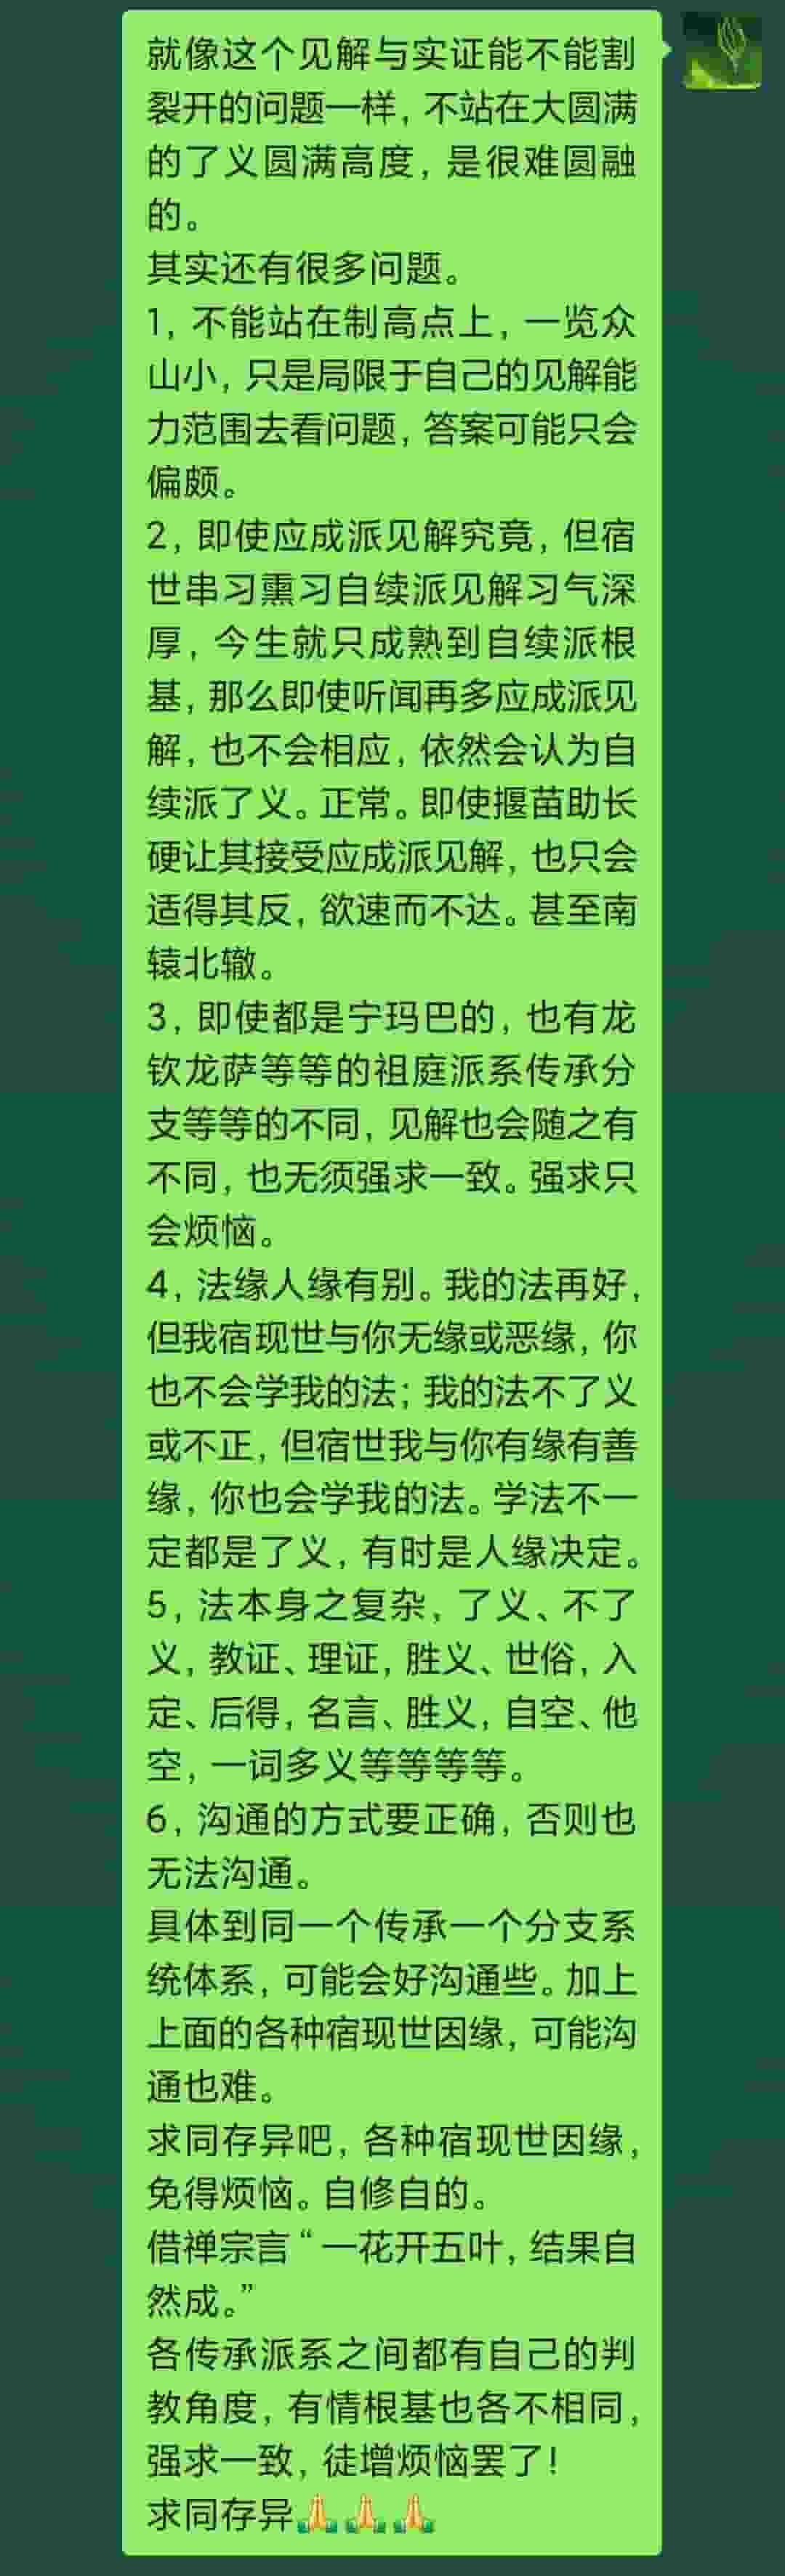 就像这个见解与实证能不能割
裂开的问题一样，不站在大圆满
的了义圆满高度，是很难圆融
的。
其实还有很多问题。
1，不能站在制高点上，一览众
山小，只是局限于自己的见解能
力范围去看问题，答案可能只会
偏颇。
2，即使应成派见解究竟，但宿
世串习熏习自续派见解习气深
厚，今生就只成熟到自续派根
基，那么即使听闻再多应成派见
解，也不会相应，依然会认为自
续派了义。正常。即使揠苗助长
硬让其接受应成派见解，也只会
适得其反，欲速而不达。甚至南
辕北辙。
3，即使都是宁玛巴的，也有龙
钦龙萨等等的祖庭派系传承分
支等等的不同，见解也会随之有
不同，也无须强求一致。强求只
会烦恼。
4，法缘人缘有别。我的法再好，
但我宿现世与你无缘或恶缘，你
也不会学我的法；我的法不了义
或不正，但宿世我与你有缘有善
缘，你也会学我的法。学法不一
定都是了义，有时是人缘决定。
5，法本身之复杂，了义、不了
义，教证、理证，胜义、世俗，入
定、后得，名言、胜义，自空、他
空，一词多义等等等等。
6，沟通的方式要正确，否则也
无法沟通。
具体到同一个传承一个分支系
统体系，可能会好沟通些。加上
上面的各种宿现世因缘，可能沟
通也难。
求同存异吧，各种宿现世因缘，
免得烦恼。自修自的。
借禅宗言“一花开五叶，结果自
然成。”
各传承派系之间都有自己的判
教角度，有情根基也各不相同，
强求一致，徒增烦恼罢了！
求同存异🙏🙏🙏